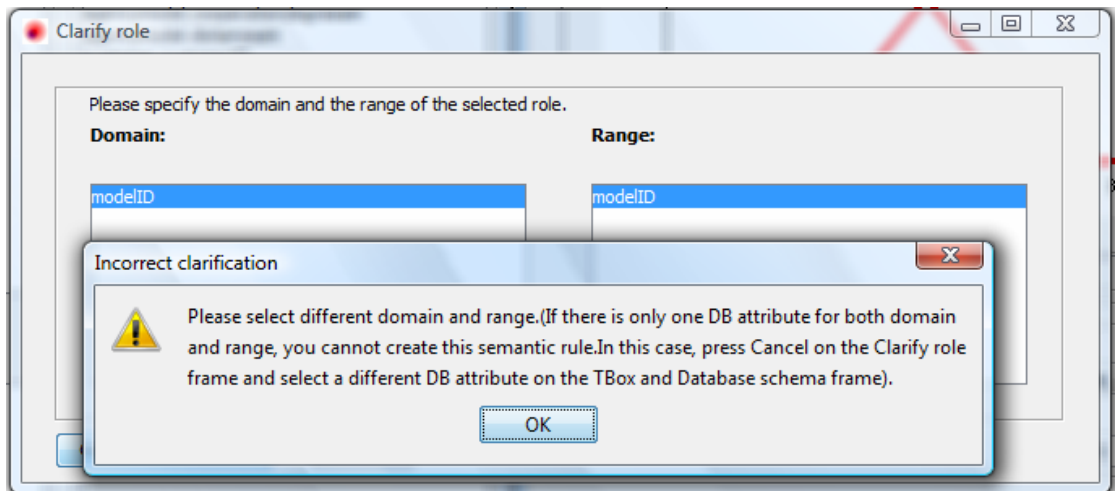 Clarify role
Please specify the domain and the range of the selected role.
Domain:
Range:
modelID
modelID
Incorrect clarification
Please select different domain and range.(If there is only one DB attribute for both domain
and range, you cannot create this semantic rule.In this case, press Cancel on the Clarify role
frame and select a different DB attribute on the TBox and Database schema frame).
OK